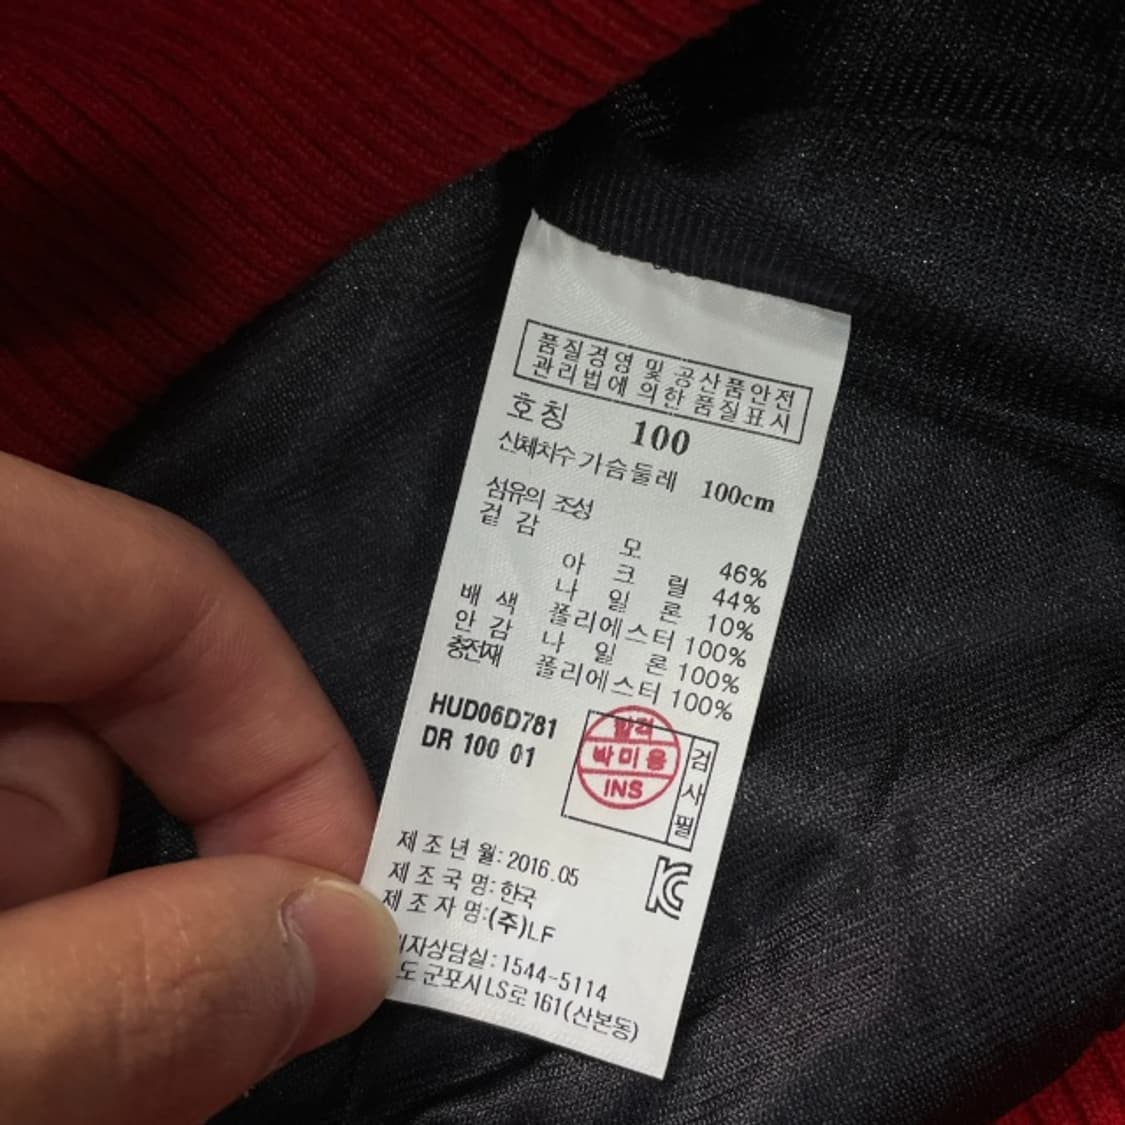 품질경영 및 공산품안전
관리법에 의한 품질표시
호칭 100
신체치수 가슴둘레 100cm
섬유의 조성
겉감 모 46%
아크릴 44%
나일론 10%
배색 폴리에스터 100%
안감 나일론 100%
충전재 폴리에스터 100%
HUD06D781
DR 100 01
합격
박미용
INS
검사필
제조년월: 2016.05
제조국명: 한국
제조자명:(주)LF
자상담실: 1544-5114
도 군포시 LS로 161(산본동)